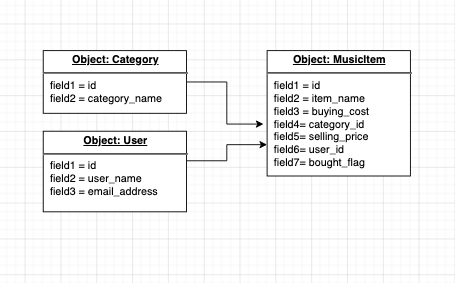 Object: Category
field1 = id
field2 = category_name
Object: User
field1 = id
field2 = user_name
field3 = email_address
Object: MusicItem
field1 = id
field2 = item_name
field3 = buying_cost
field4= category_id
field5= selling_price
field6= user_id
field7= bought_flag